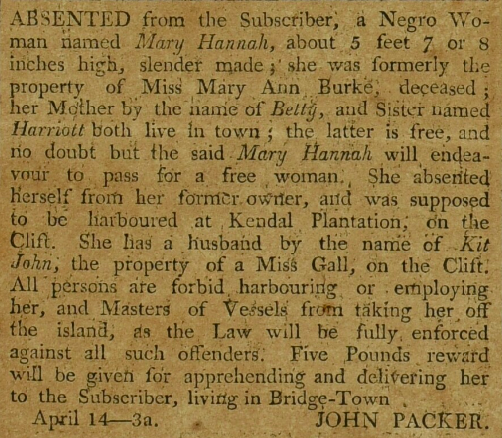 ABSENTED from the Subscriber, a Negro Wo-
man named Mary Hannah, about 5 feet 7 or 8
inches high, slender made; she was formerly the
property of Miss Mary Ann Burke, deceased;
her Mother by the name of Betty, and Sister named
Harriott both live in town; the latter is free, and
no doubt but the said Mary Hannah will endea-
vour to pass for a free woman. She absented
herself from her former owner, and was supposed
to be harboured at Kendal Plantation, on the
Clift. She has a husband by the name of Kit
John, the property of a Miss Gall, on the Clift.
All persons are forbid harbouring or employing
her, and Masters of Vessels from taking her off
the island, as the Law will be fully enforced
against all such offenders. Five Pounds reward
will be given for apprehending and delivering her
to the Subscriber, living in Bridge-Town
April 14—3a. JOHN PACKER.